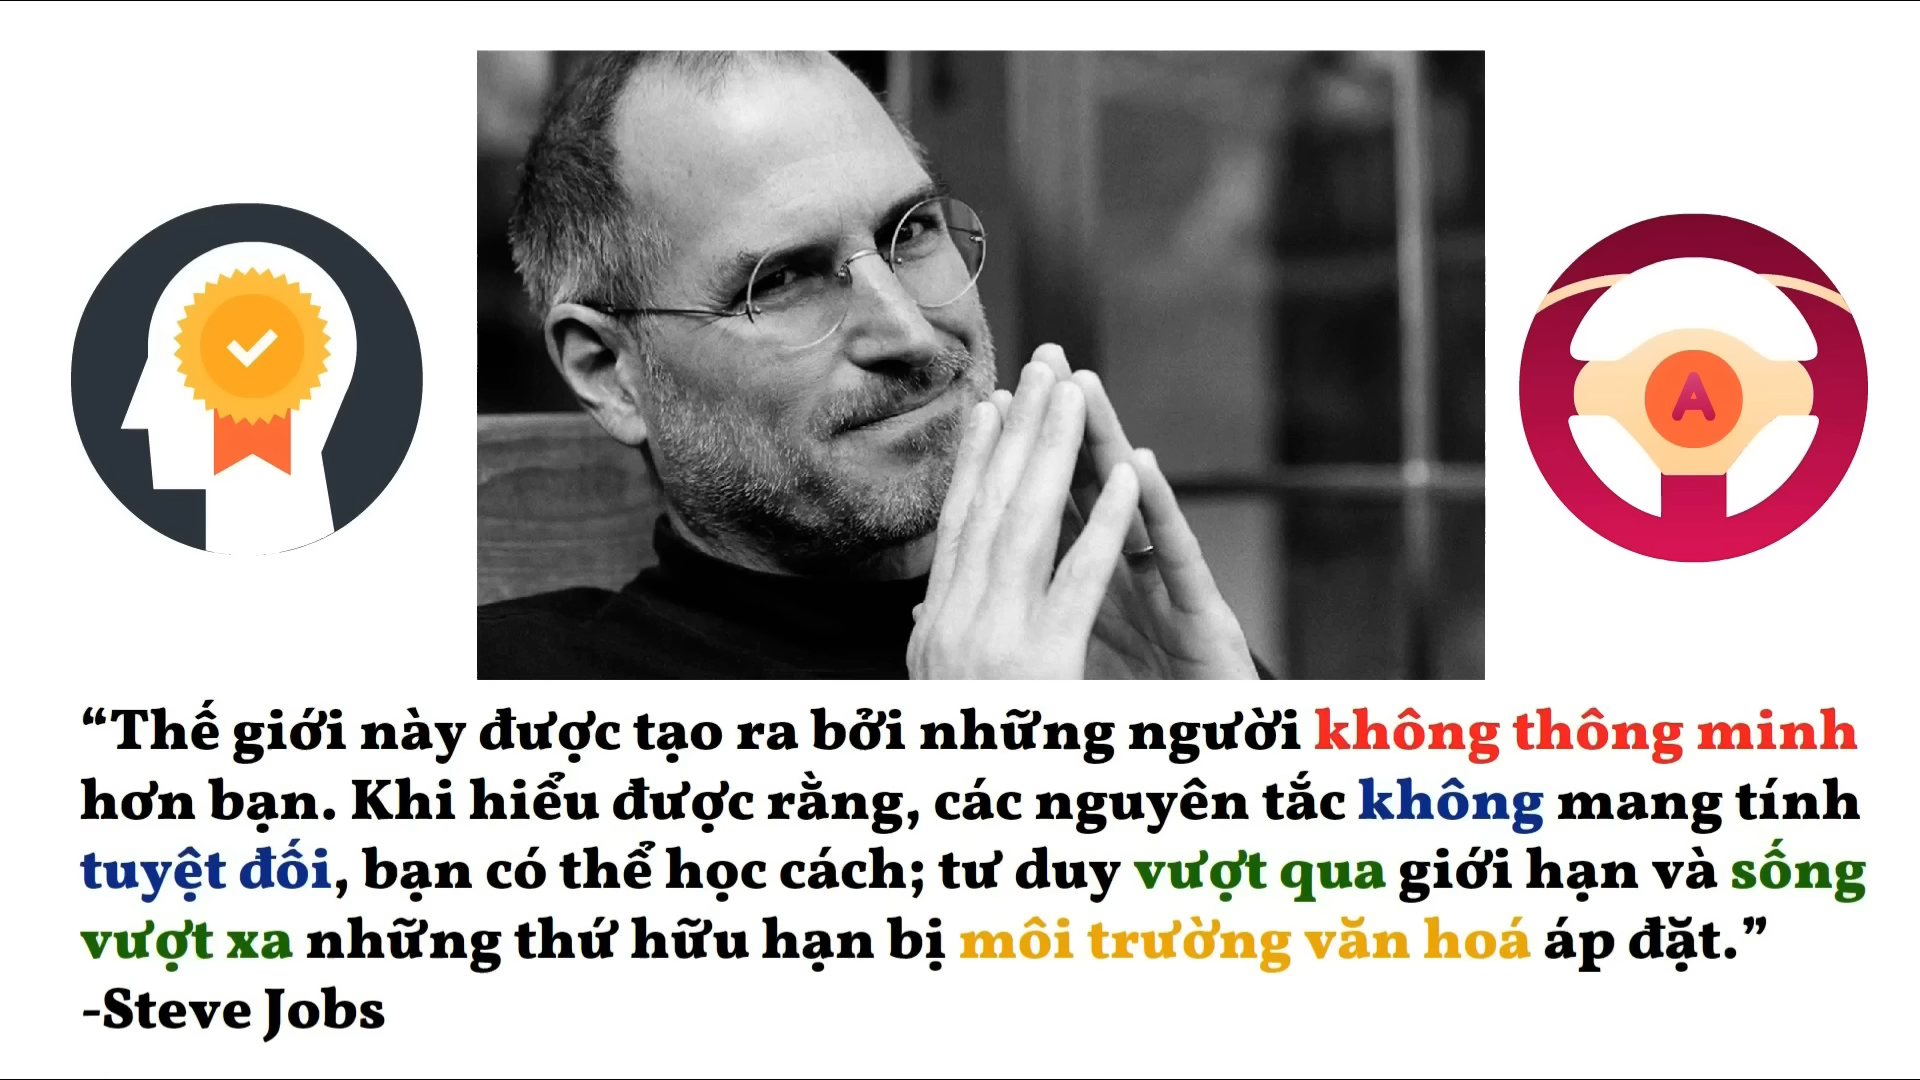 A
“Thế giới này được tạo ra bởi những người không thông minh
hơn bạn. Khi hiểu được rằng, các nguyên tắc không mang tính
tuyệt đối, bạn có thể học cách; tư duy vượt qua giới hạn và sống
vượt xa những thứ hữu hạn bị môi trường văn hoá áp đặt.”
-Steve Jobs